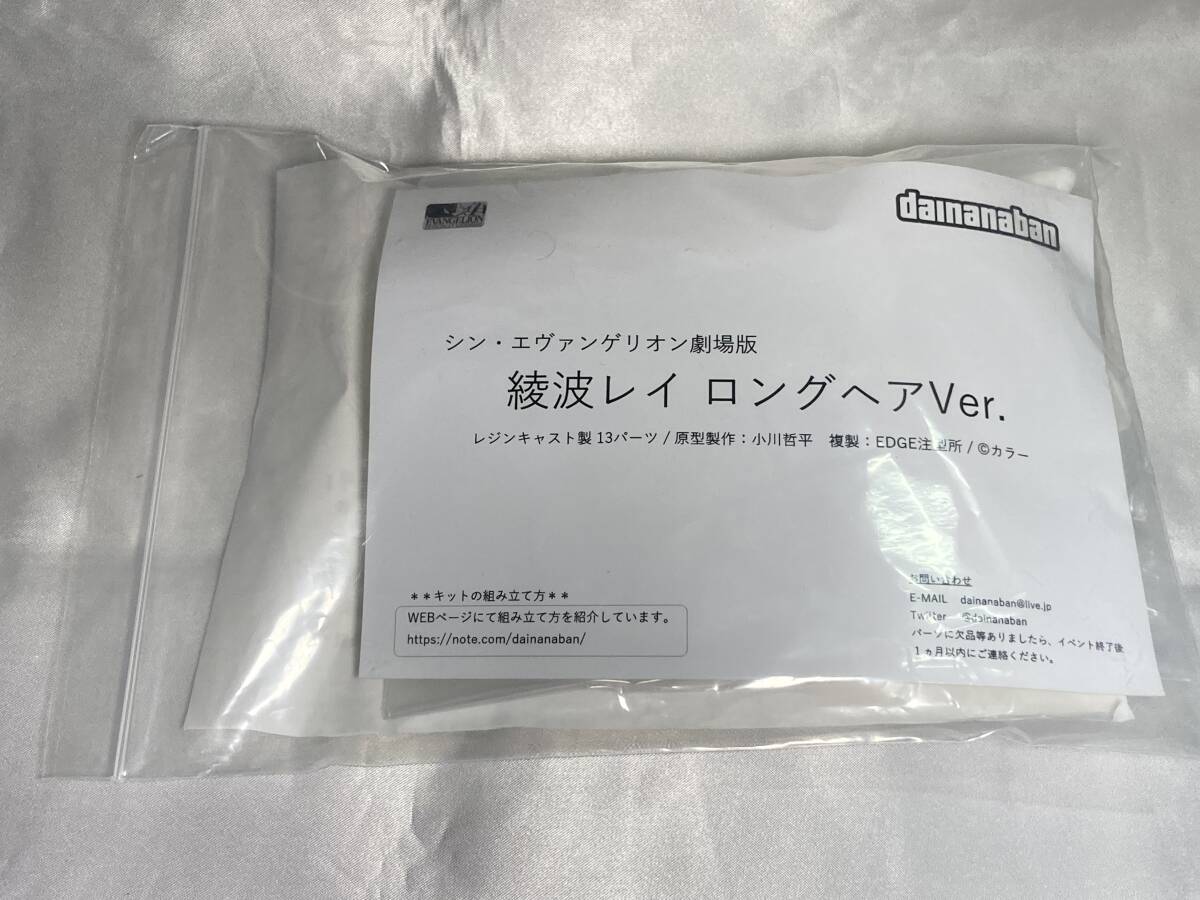 EVANGELION
dainanaban
シン・エヴァンゲリオン劇場版
綾波レイ ロングヘアVer.
レジンキャスト製 13パーツ / 原型製作：小川哲平　複製：EDGE注型所 / ©カラー
＊＊キットの組み立て方＊＊
WEBページにて組み立て方を紹介しています。
https://note.com/dainanaban/
お問い合わせ
E-MAIL dainanaban@live.jp
Twitter @dainanaban
パーツに欠品等ありましたら、イベント終了後
１ヵ月以内にご連絡ください。